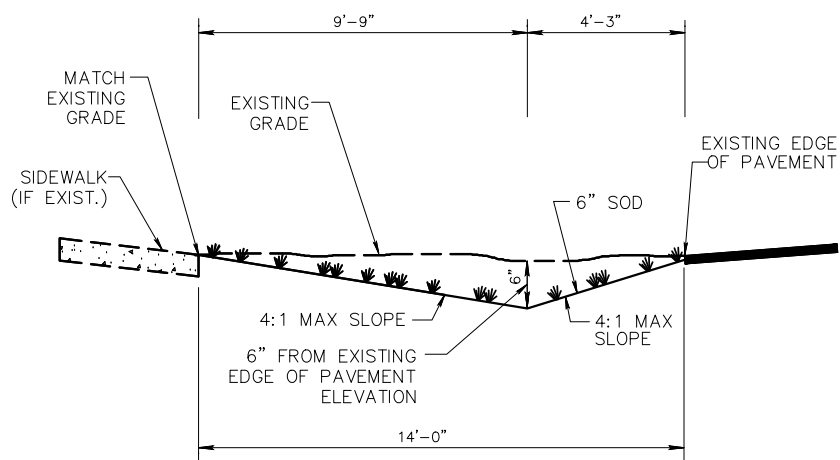 9'-9"
4'-3"
MATCH
EXISTING
GRADE
EXISTING
GRADE
EXISTING EDGE
OF PAVEMENT
SIDEWALK
(IF EXIST.)
6" SOD
6"
4:1 MAX SLOPE
4:1 MAX
SLOPE
6" FROM EXISTING
EDGE OF PAVEMENT
ELEVATION
14'-0"